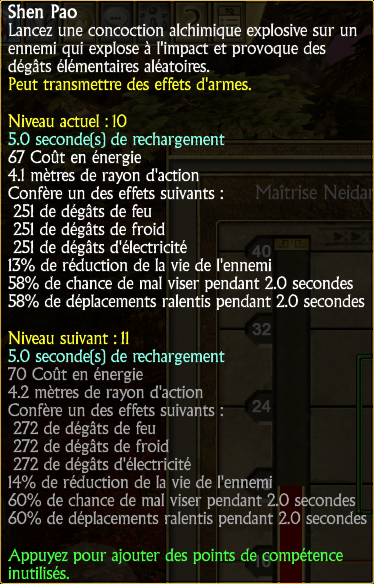 Shen Pao
Lancez une concoction alchimique explosive sur un
ennemi qui explose à l'impact et provoque des
dégâts élémentaires aléatoires.
Peut transmettre des effets d'armes.
Niveau actuel : 10
5.0 seconde(s) de rechargement
67 Coût en énergie
4.1 mètres de rayon d'action
Confère un des effets suivants :
251 de dégâts de feu
251 de dégâts de froid
251 de dégâts d'électricité
13% de réduction de la vie de l'ennemi
58% de chance de mal viser pendant 2.0 secondes
58% de déplacements ralentis pendant 2.0 secondes
Niveau suivant : 11
5.0 seconde(s) de rechargement
70 Coût en énergie
4.2 mètres de rayon d'action
Confère un des effets suivants :
272 de dégâts de feu
272 de dégâts de froid
272 de dégâts d'électricité
14% de réduction de la vie de l'ennemi
60% de chance de mal viser pendant 2.0 secondes
60% de déplacements ralentis pendant 2.0 secondes
Appuyez pour ajouter des points de compétence
inutilisés.
Maîtrise Neidan
40
32
24
16